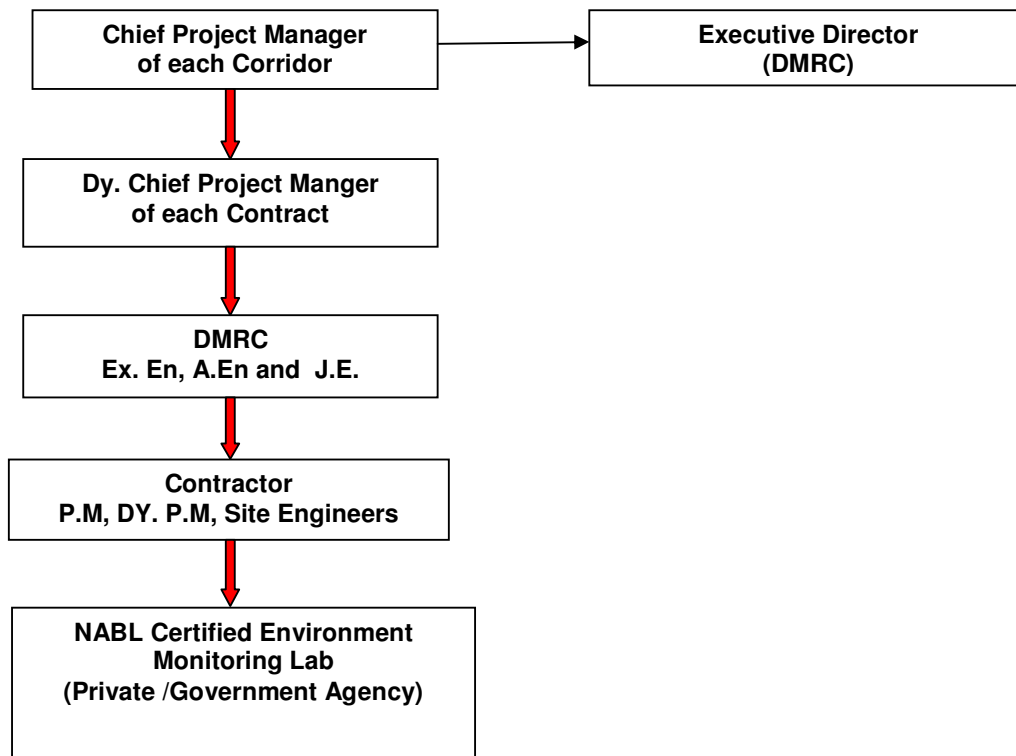 Chief Project Manager
of each Corridor
Executive Director
(DMRC)
Dy. Chief Project Manger
of each Contract
DMRC
Ex. En, A.En and J.E.
Contractor
P.M, DY. P.M, Site Engineers
NABL Certified Environment
Monitoring Lab
(Private /Government Agency)